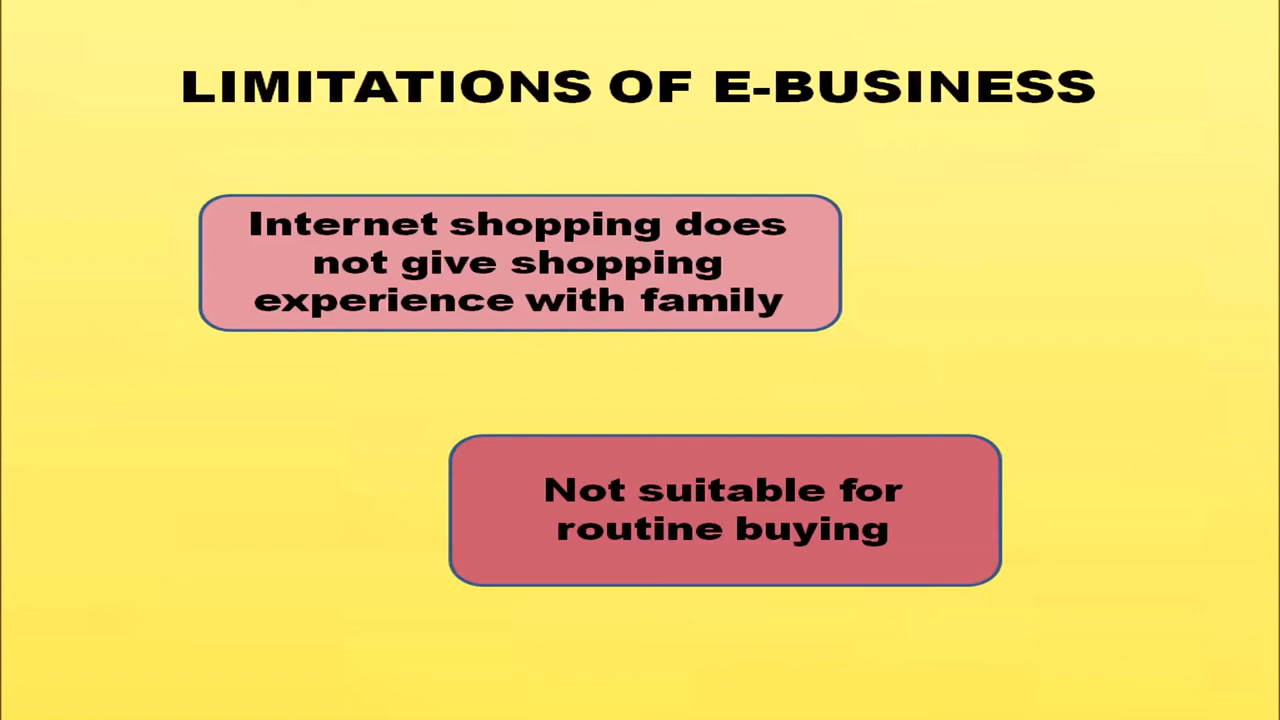 LIMITATIONS OF E-BUSINESS
Internet shopping does
not give shopping
experience with family
Not suitable for
routine buying